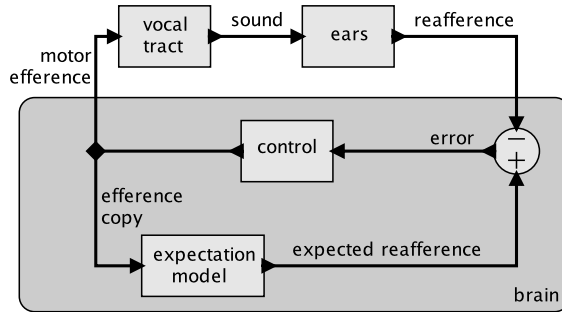 vocal
tract
sound
ears
reafference
motor
efference
−
+
error
control
efference
copy
expectation
model
expected reafference
brain